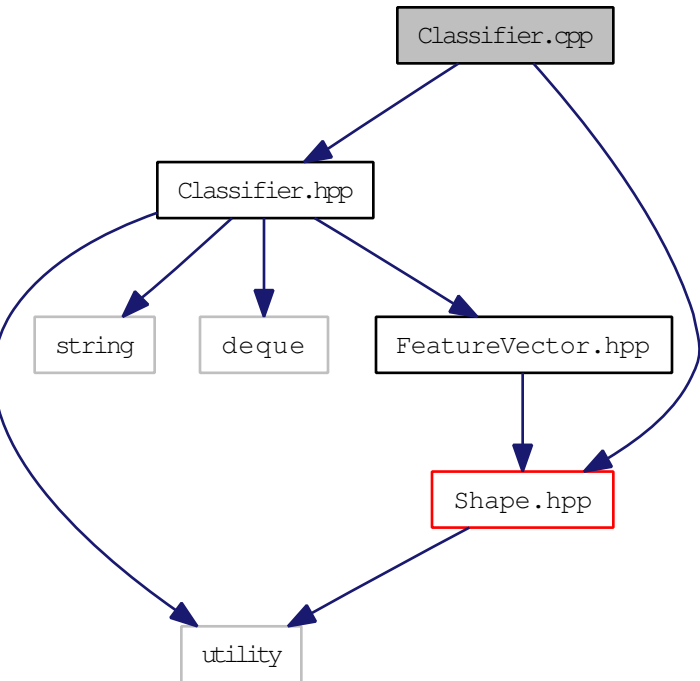 Classifier.cpp
Classifier.hpp
string
deque
FeatureVector.hpp
Shape.hpp
utility